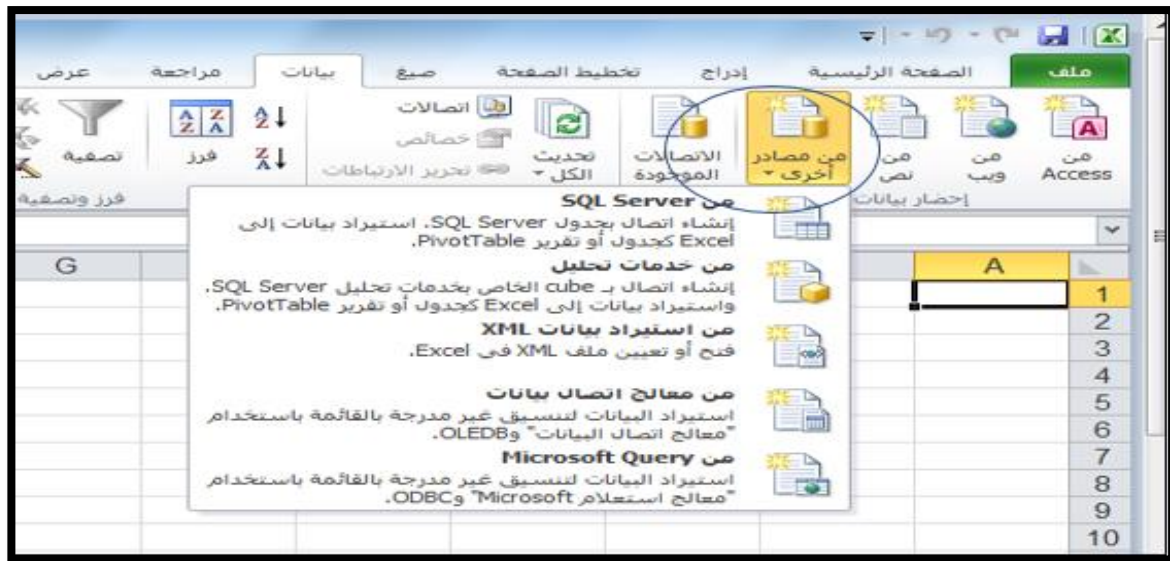 ملف الصفحة الرئيسية إدراج تخطيط الصفحة صيغ بيانات مراجعة عرض
من Access
من ويب
من نص
من مصادر أخرى
الاتصالات الموجودة
تحديث الكل
اتصالات
خصائص
تحرير الارتباطات
فرز
تصفية
إحضار بيانات
فرز وتصفية
من SQL Server
إنشاء اتصال بجدول SQL Server، استيراد بيانات إلى
Excel كجدول أو تقرير PivotTable.
من خدمات تحليل
إنشاء اتصال بـ cube الخاص بخدمات تحليل SQL Server،
واستيراد بيانات إلى Excel كجدول أو تقرير PivotTable.
من استيراد بيانات XML
فتح أو تعيين ملف XML في Excel.
من معالج اتصال بيانات
استيراد البيانات لتنسيق غير مدرجة بالقائمة باستخدام
"معالج اتصال البيانات" وOLEDB.
من Microsoft Query
استيراد البيانات لتنسيق غير مدرجة بالقائمة باستخدام
"معالج استعلام Microsoft" وODBC.
A G
1
2
3
4
5
6
7
8
9
10